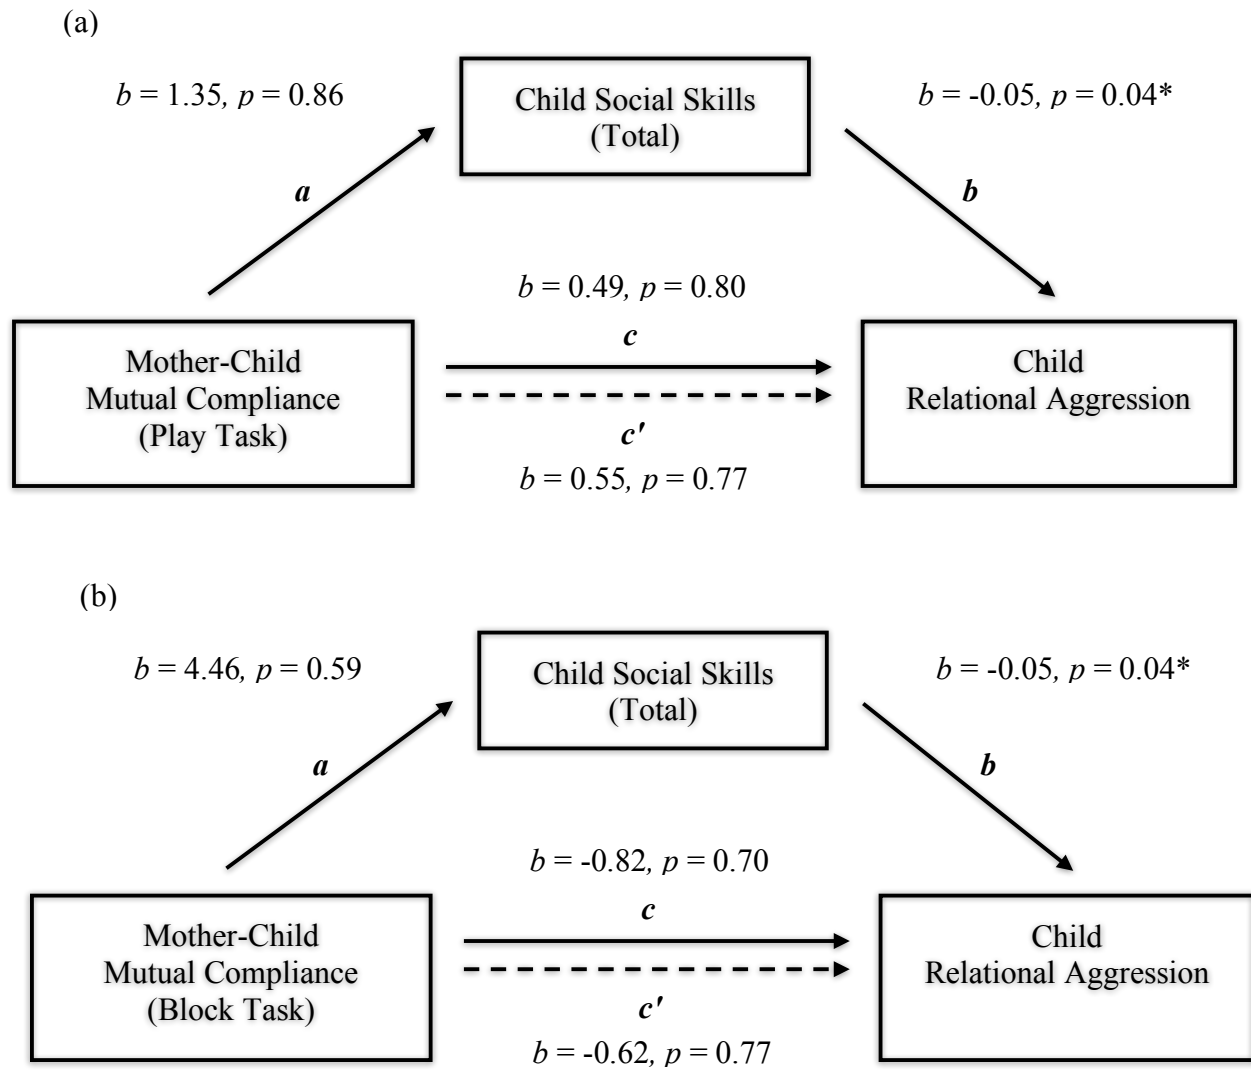 (a)
b = 1.35, p = 0.86
Child Social Skills
(Total)
b = -0.05, p = 0.04*
a
b
b = 0.49, p = 0.80
c
Mother-Child
Mutual Compliance
(Play Task)
Child
Relational Aggression
c'
b = 0.55, p = 0.77
(b)
b = 4.46, p = 0.59
Child Social Skills
(Total)
b = -0.05, p = 0.04*
a
b
b = -0.82, p = 0.70
c
Mother-Child
Mutual Compliance
(Block Task)
Child
Relational Aggression
c'
b = -0.62, p = 0.77